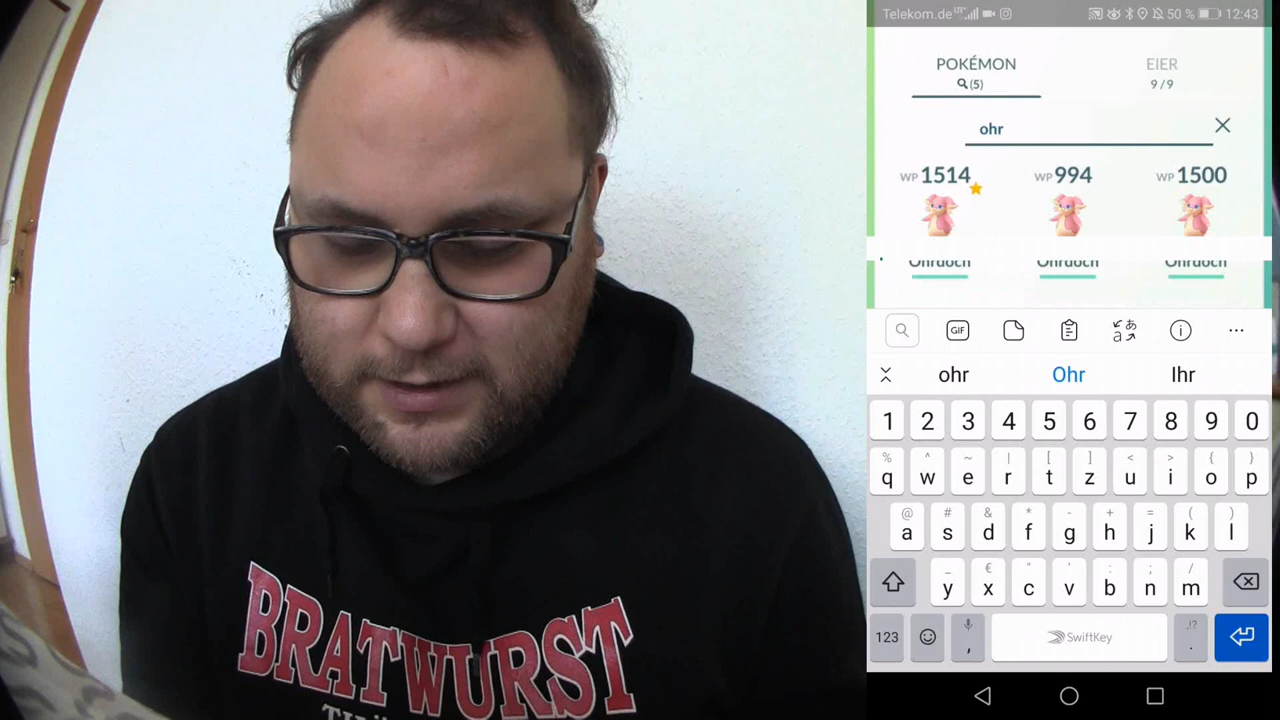 BRATWURST
Telekom.de 50 % 12:43
POKÉMON EIER
(5) 9 / 9
ohr
WP 1514 WP 994 WP 1500
Ohrdoch Ohrdoch Ohrdoch
GIF
ohr Ohr Ihr
1 2 3 4 5 6 7 8 9 0
% ^ ~ | [ ] < > { }
q w e r t z u i o p
@ # & * - + = ( )
a s d f g h j k l
_ € " ' : ; /
y x c v b n m
123 , SwiftKey .!? .